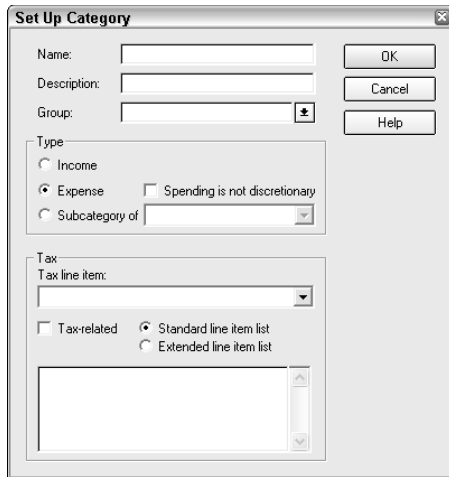 Set Up Category
Name:
OK
Description:
Cancel
Group:
Help
Type
Income
Expense
Spending is not discretionary
Subcategory of
Tax
Tax line item:
Tax-related
Standard line item list
Extended line item list